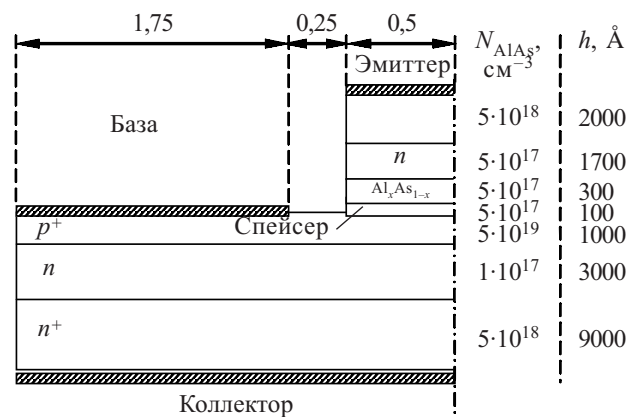 1,75 0,25 0,5
N_AlAs, см⁻³ h, Å
Эмиттер
База
5·10¹⁸ 2000
n 5·10¹⁷ 1700
AlₓAs₁₋ₓ 5·10¹⁷ 300
5·10¹⁷ 100
Спейсер
p⁺ 5·10¹⁹ 1000
n 1·10¹⁷ 3000
n⁺ 5·10¹⁸ 9000
Коллектор